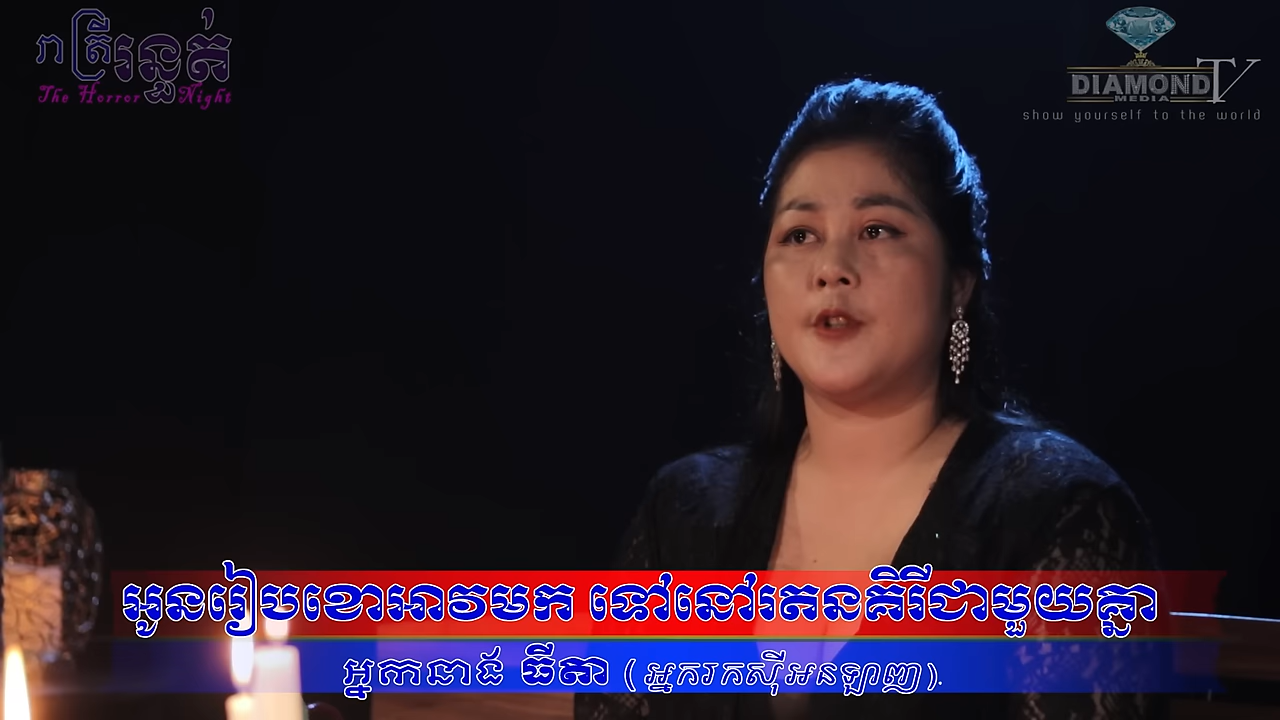 រាត្រីរន្ធត់
The Horror Night
DIAMOND TV
MEDIA
show yourself to the world
អូនរៀបខោអាវមក ទៅនៅរតនគិរីជាមួយគ្នា
អ្នកនាង ធីតា (អ្នករកស៊ីអនឡាញ).